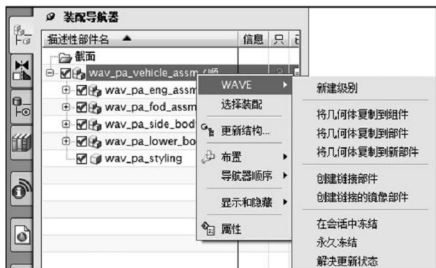 装配导航器
描述性部件名 信息 只
截面
wav_pa_vehicle_assm
wav_pa_eng_assm
wav_pa_fod_assm
wav_pa_side_bod
wav_pa_lower_bo
wav_pa_styling
WAVE
选择装配
更新结构...
布置
导航器顺序
显示和隐藏
属性
新建级别
将几何体复制到组件
将几何体复制到部件
将几何体复制到新部件
创建链接部件
创建链接的镜像部件
在会话中冻结
永久冻结
解决更新状态